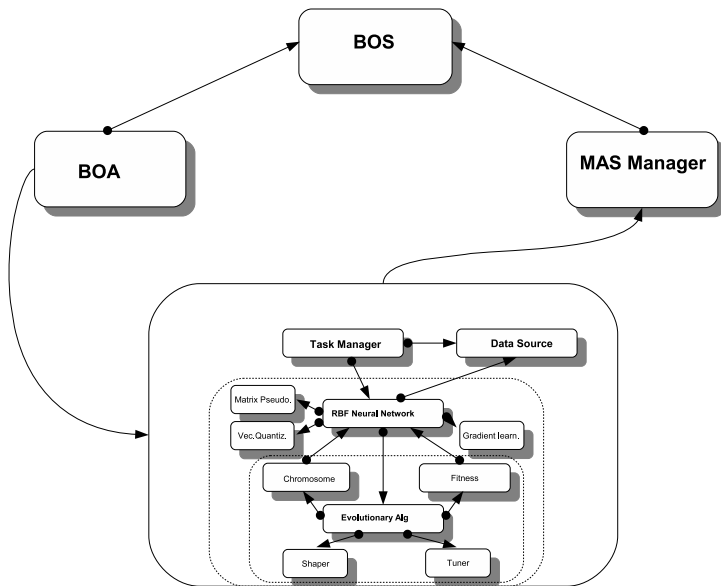 BOS
BOA
MAS Manager
Task Manager
Data Source
Matrix Pseudo.
RBF Neural Network
Vec.Quantiz.
Gradient learn.
Chromosome
Fitness
Evolutionary Alg
Shaper
Tuner